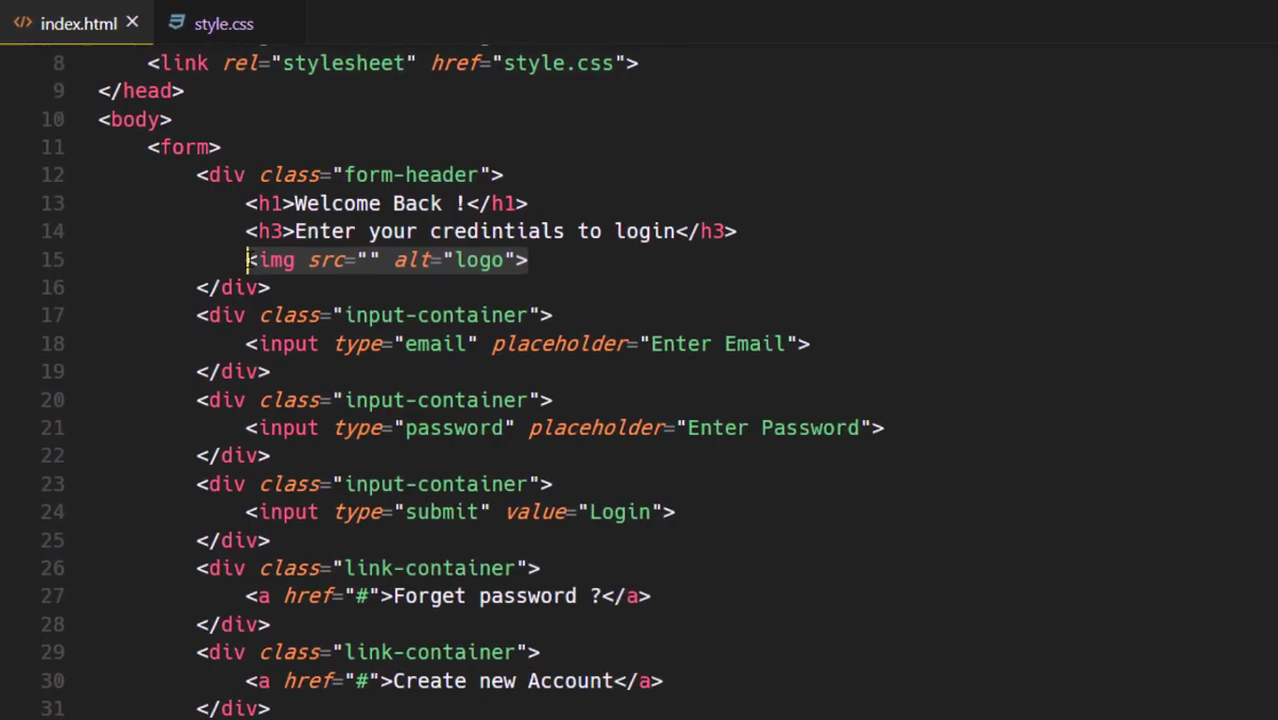 index.html × style.css
8 <link rel="stylesheet" href="style.css">
9 </head>
10 <body>
11 <form>
12 <div class="form-header">
13 <h1>Welcome Back !</h1>
14 <h3>Enter your credintials to login</h3>
15 <img src="" alt="logo">
16 </div>
17 <div class="input-container">
18 <input type="email" placeholder="Enter Email">
19 </div>
20 <div class="input-container">
21 <input type="password" placeholder="Enter Password">
22 </div>
23 <div class="input-container">
24 <input type="submit" value="Login">
25 </div>
26 <div class="link-container">
27 <a href="#">Forget password ?</a>
28 </div>
29 <div class="link-container">
30 <a href="#">Create new Account</a>
31 </div>